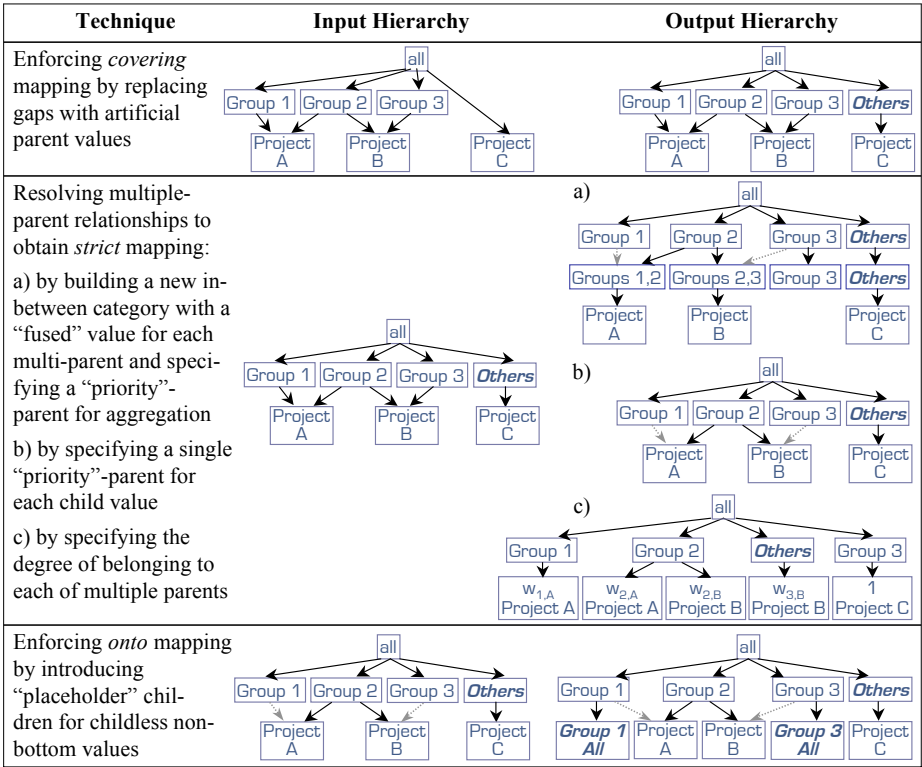 Technique Input Hierarchy Output Hierarchy
Enforcing covering
mapping by replacing
gaps with artificial
parent values
all
Group 1 Group 2 Group 3
Project A Project B Project C
all
Group 1 Group 2 Group 3 Others
Project A Project B Project C
Resolving multiple-
parent relationships to
obtain strict mapping:
a) by building a new in-
between category with a
“fused” value for each
multi-parent and speci-
fying a “priority”-
parent for aggregation
b) by specifying a single
“priority”-parent for
each child value
c) by specifying the
degree of belonging to
each of multiple parents
all
Group 1 Group 2 Group 3 Others
Project A Project B Project C
a)
all
Group 1 Group 2 Group 3 Others
Groups 1,2 Groups 2,3 Group 3 Others
Project A Project B Project C
b)
all
Group 1 Group 2 Group 3 Others
Project A Project B Project C
c)
all
Group 1 Group 2 Others Group 3
w1,A w2,A w2,B w3,B 1
Project A Project A Project B Project B Project C
Enforcing onto mapping
by introducing
“placeholder” chil-
dren for childless non-
bottom values
all
Group 1 Group 2 Group 3 Others
Project A Project B Project C
all
Group 1 Group 2 Group 3 Others
Group 1 All Project A Project B Group 3 All Project C